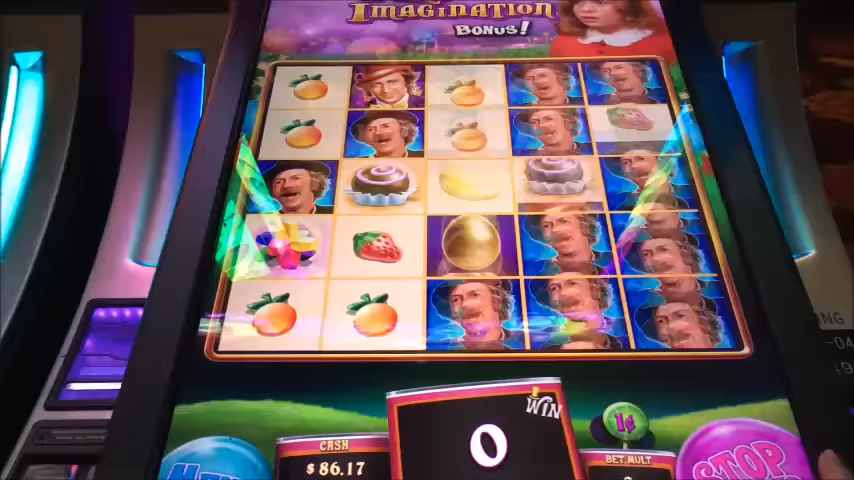 IMAGINATION
BONUS!
WIN
0
CASH
$86.17
1¢
BET MULT
STOP